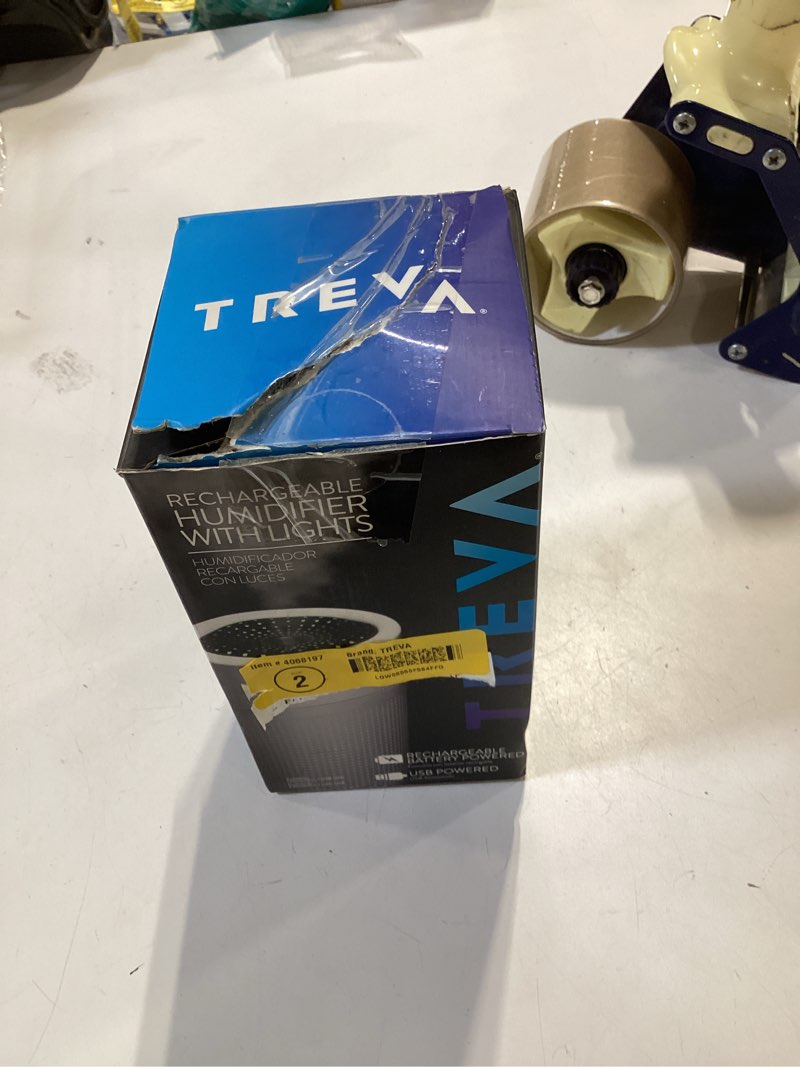 TREVA®
RECHARGEABLE
HUMIDIFIER
WITH LIGHTS
HUMIDIFICADOR
RECARGABLE
CON LUCES
TREVA
Item # 4068197
Brand: TREVA
2
RECHARGEABLE
BATTERY POWERED
USB POWERED